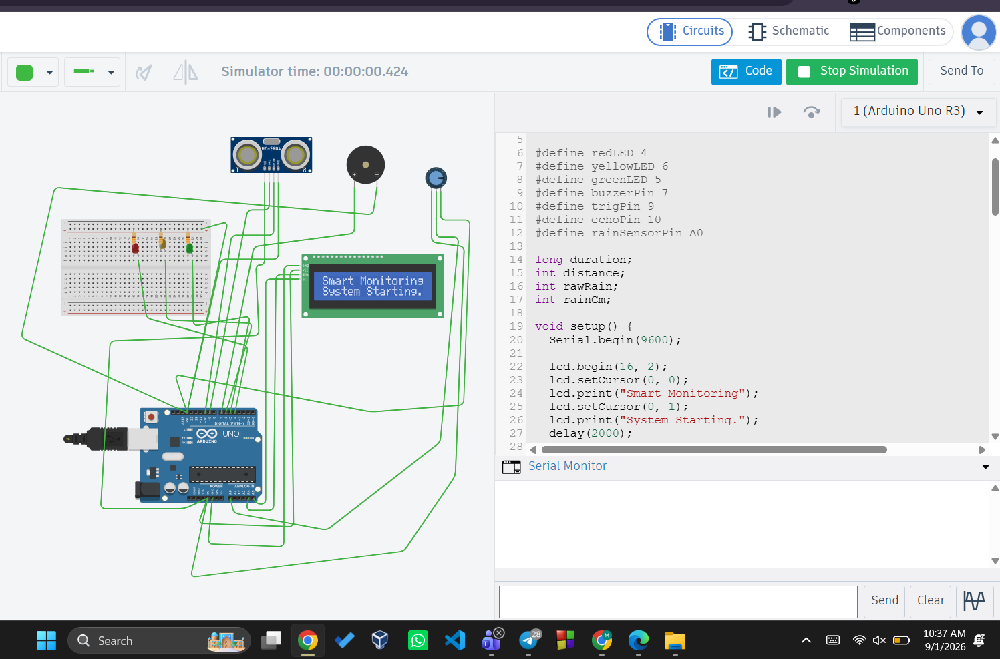 Circuits
Schematic
Components
Simulator time: 00:00:00.424
Code
Stop Simulation
Send To
1 (Arduino Uno R3)
HC-SR04
Smart Monitoring
System Starting.
DIGITAL (PWM~)
UNO
ARDUINO
POWER
ANALOG IN
5
6 #define redLED 4
7 #define yellowLED 6
8 #define greenLED 5
9 #define buzzerPin 7
10 #define trigPin 9
11 #define echoPin 10
12 #define rainSensorPin A0
13
14 long duration;
15 int distance;
16 int rawRain;
17 int rainCm;
18
19 void setup() {
20 Serial.begin(9600);
21
22 lcd.begin(16, 2);
23 lcd.setCursor(0, 0);
24 lcd.print("Smart Monitoring");
25 lcd.setCursor(0, 1);
26 lcd.print("System Starting.");
27 delay(2000);
28
Serial Monitor
Send
Clear
Search
28
M
10:37 AM
9/1/2026